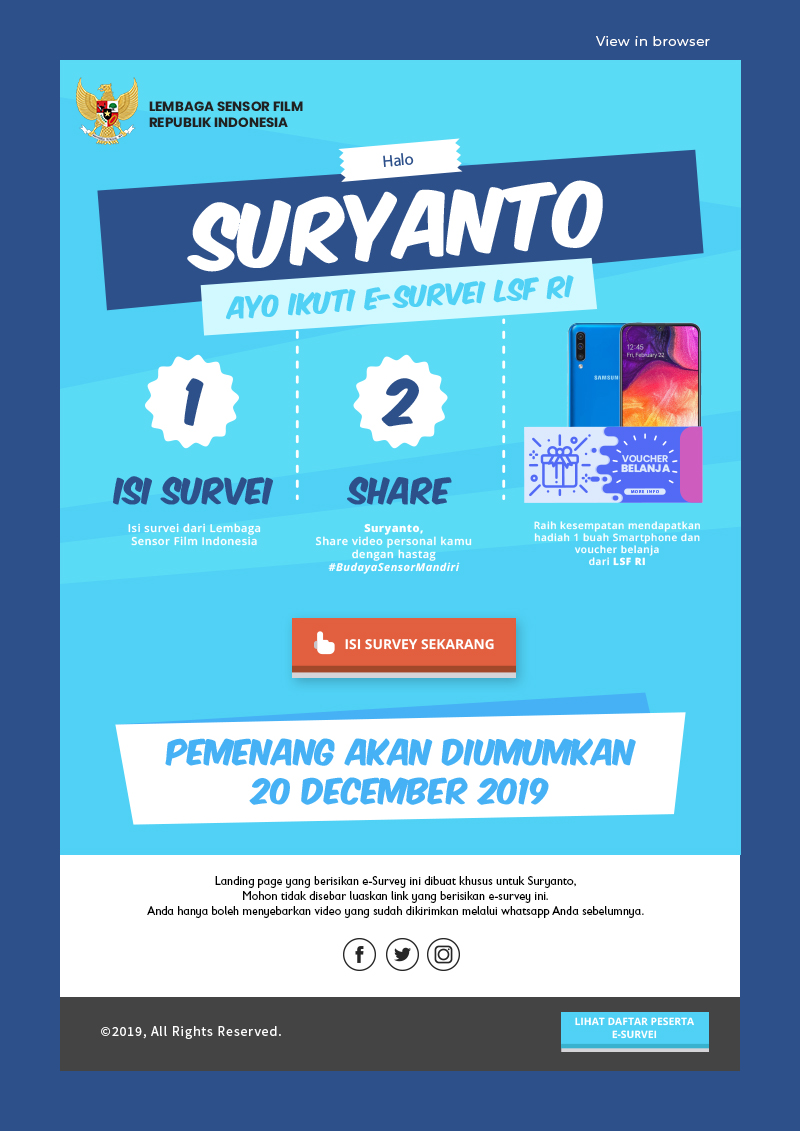 View in browser
LEMBAGA SENSOR FILM
REPUBLIK INDONESIA
Halo
SURYANTO
AYO IKUTI E-SURVEI LSF RI
1
ISI SURVEI
Isi survei dari Lembaga
Sensor Film Indonesia
2
SHARE
Suryanto,
Share video personal kamu
dengan hastag
#BudayaSensorMandiri
12:45
Fri, February 22
SAMSUN
VOUCHER
BELANJA
MORE INFO
Raih kesempatan mendapatkan
hadiah 1 buah Smartphone dan
voucher belanja
dari LSF RI
ISI SURVEY SEKARANG
PEMENANG AKAN DIUMUMKAN
20 DECEMBER 2019
Landing page yang berisikan e-Survey ini dibuat khusus untuk Suryanto,
Mohon tidak disebar luaskan link yang berisikan e-survey ini.
Anda hanya boleh menyebarkan video yang sudah dikirimkan melalui whatsapp Anda sebelumnya.
©2019, All Rights Reserved.
LIHAT DAFTAR PESERTA
E-SURVEI